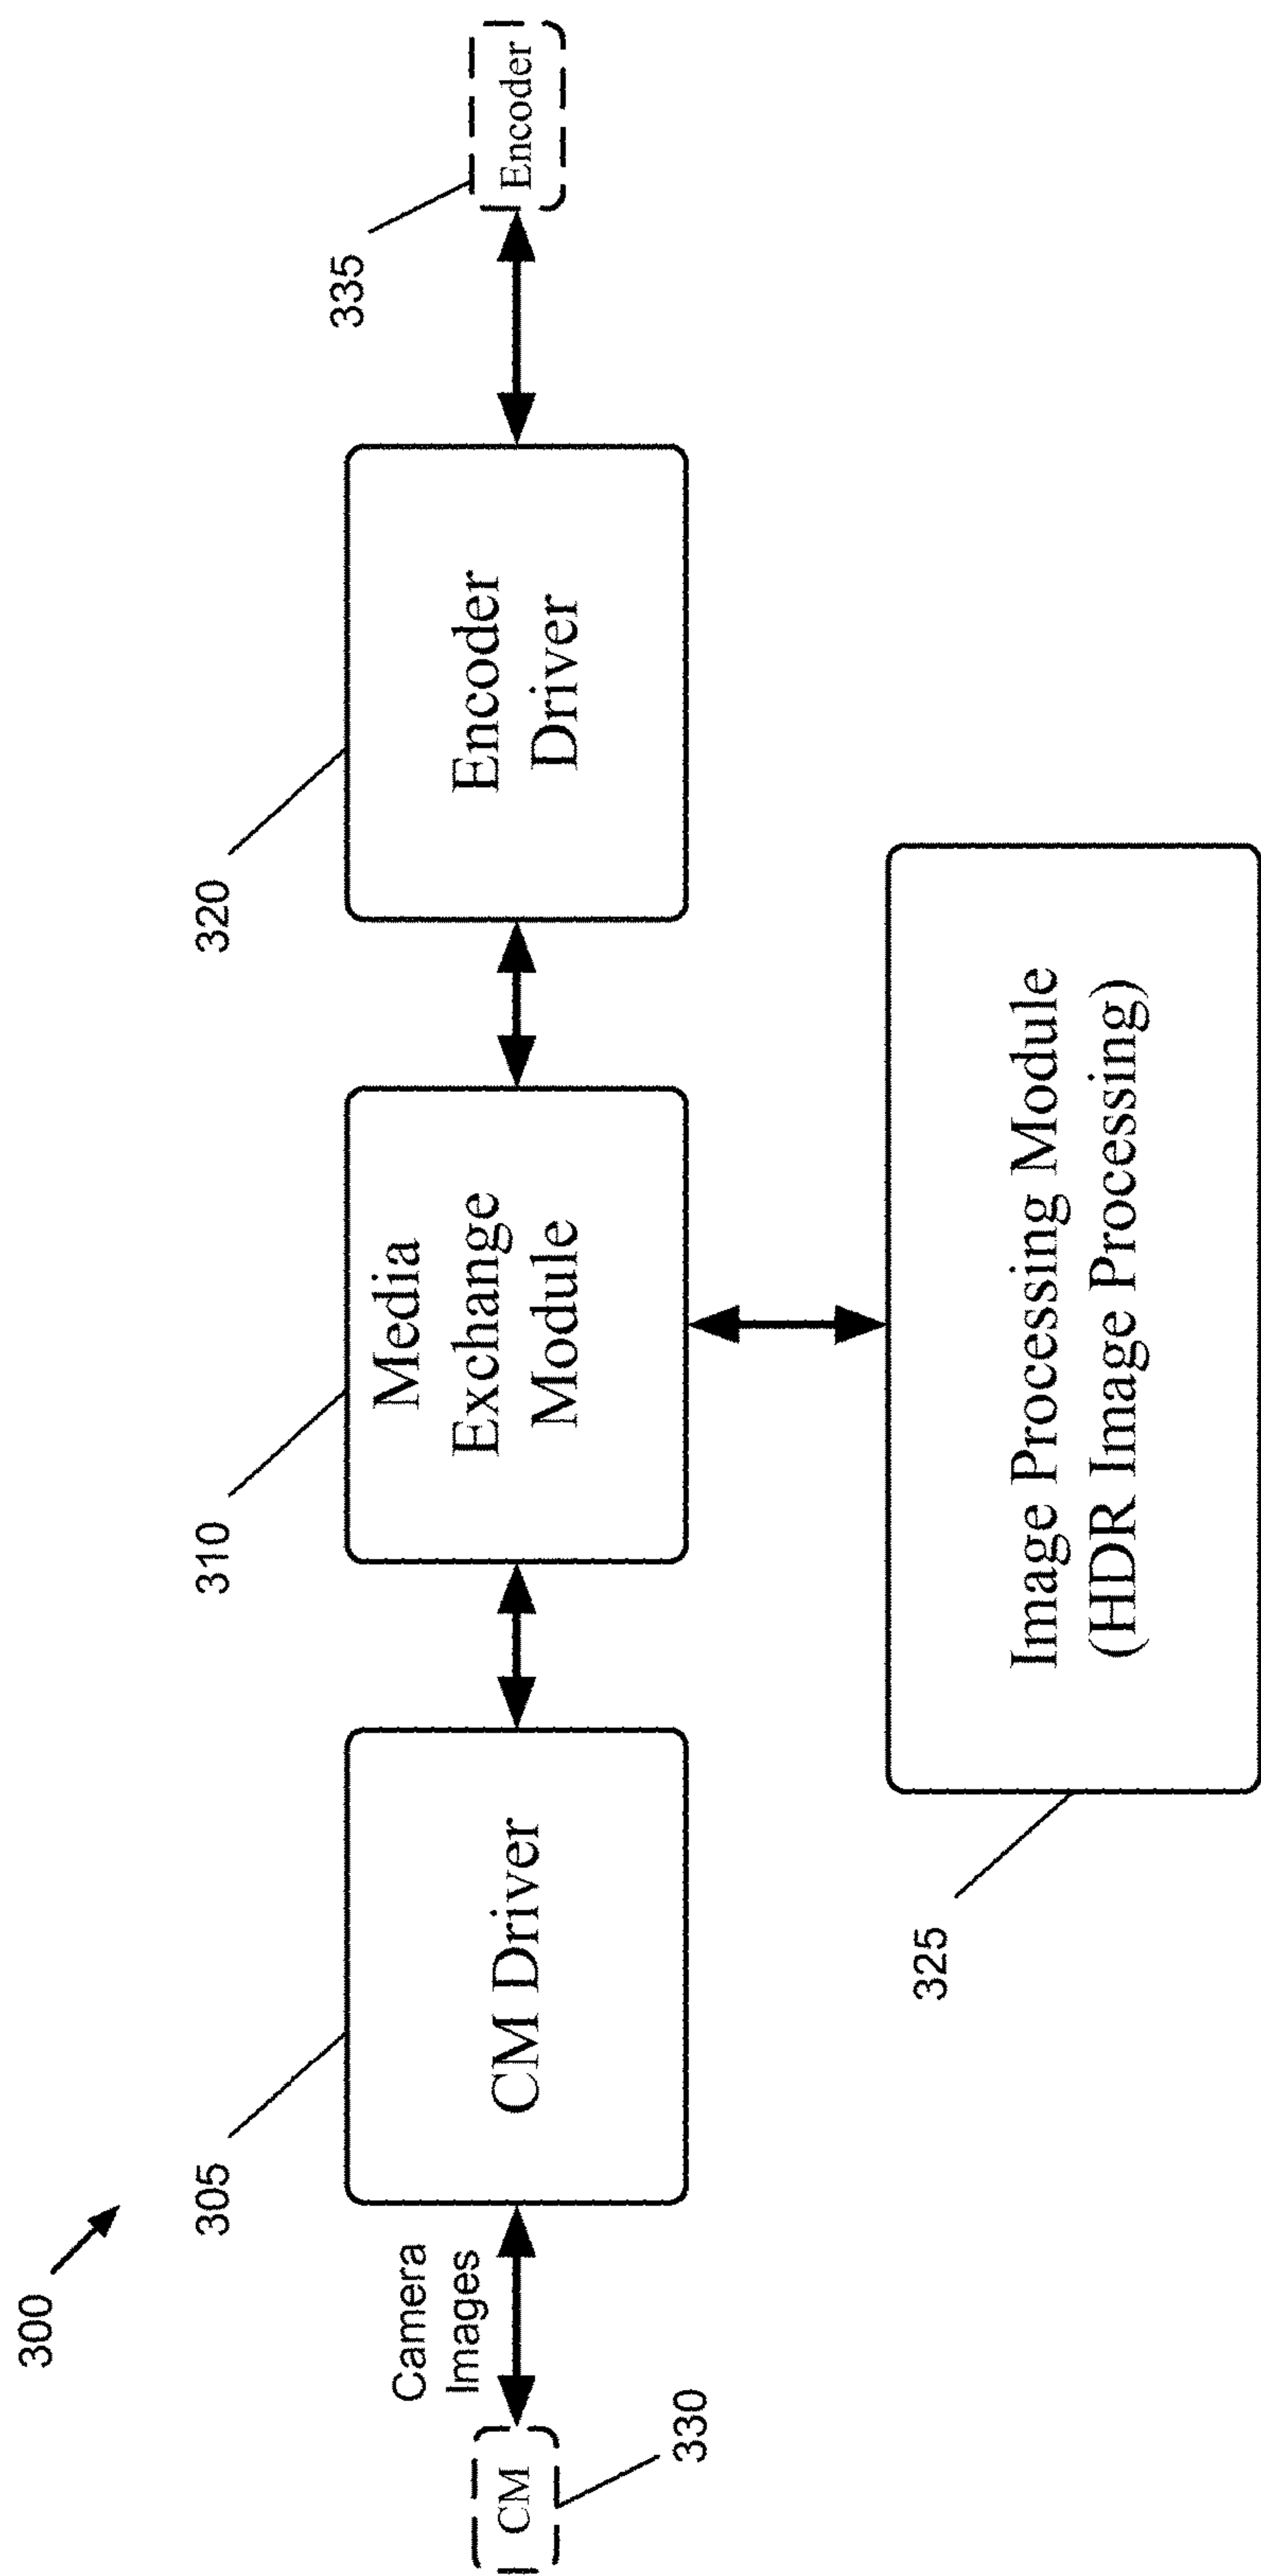 300
305
310
320
335
Camera
Images
CM
CM Driver
Media
Exchange
Module
Encoder
Driver
Encoder
330
325
Image Processing Module
(HDR Image Processing)